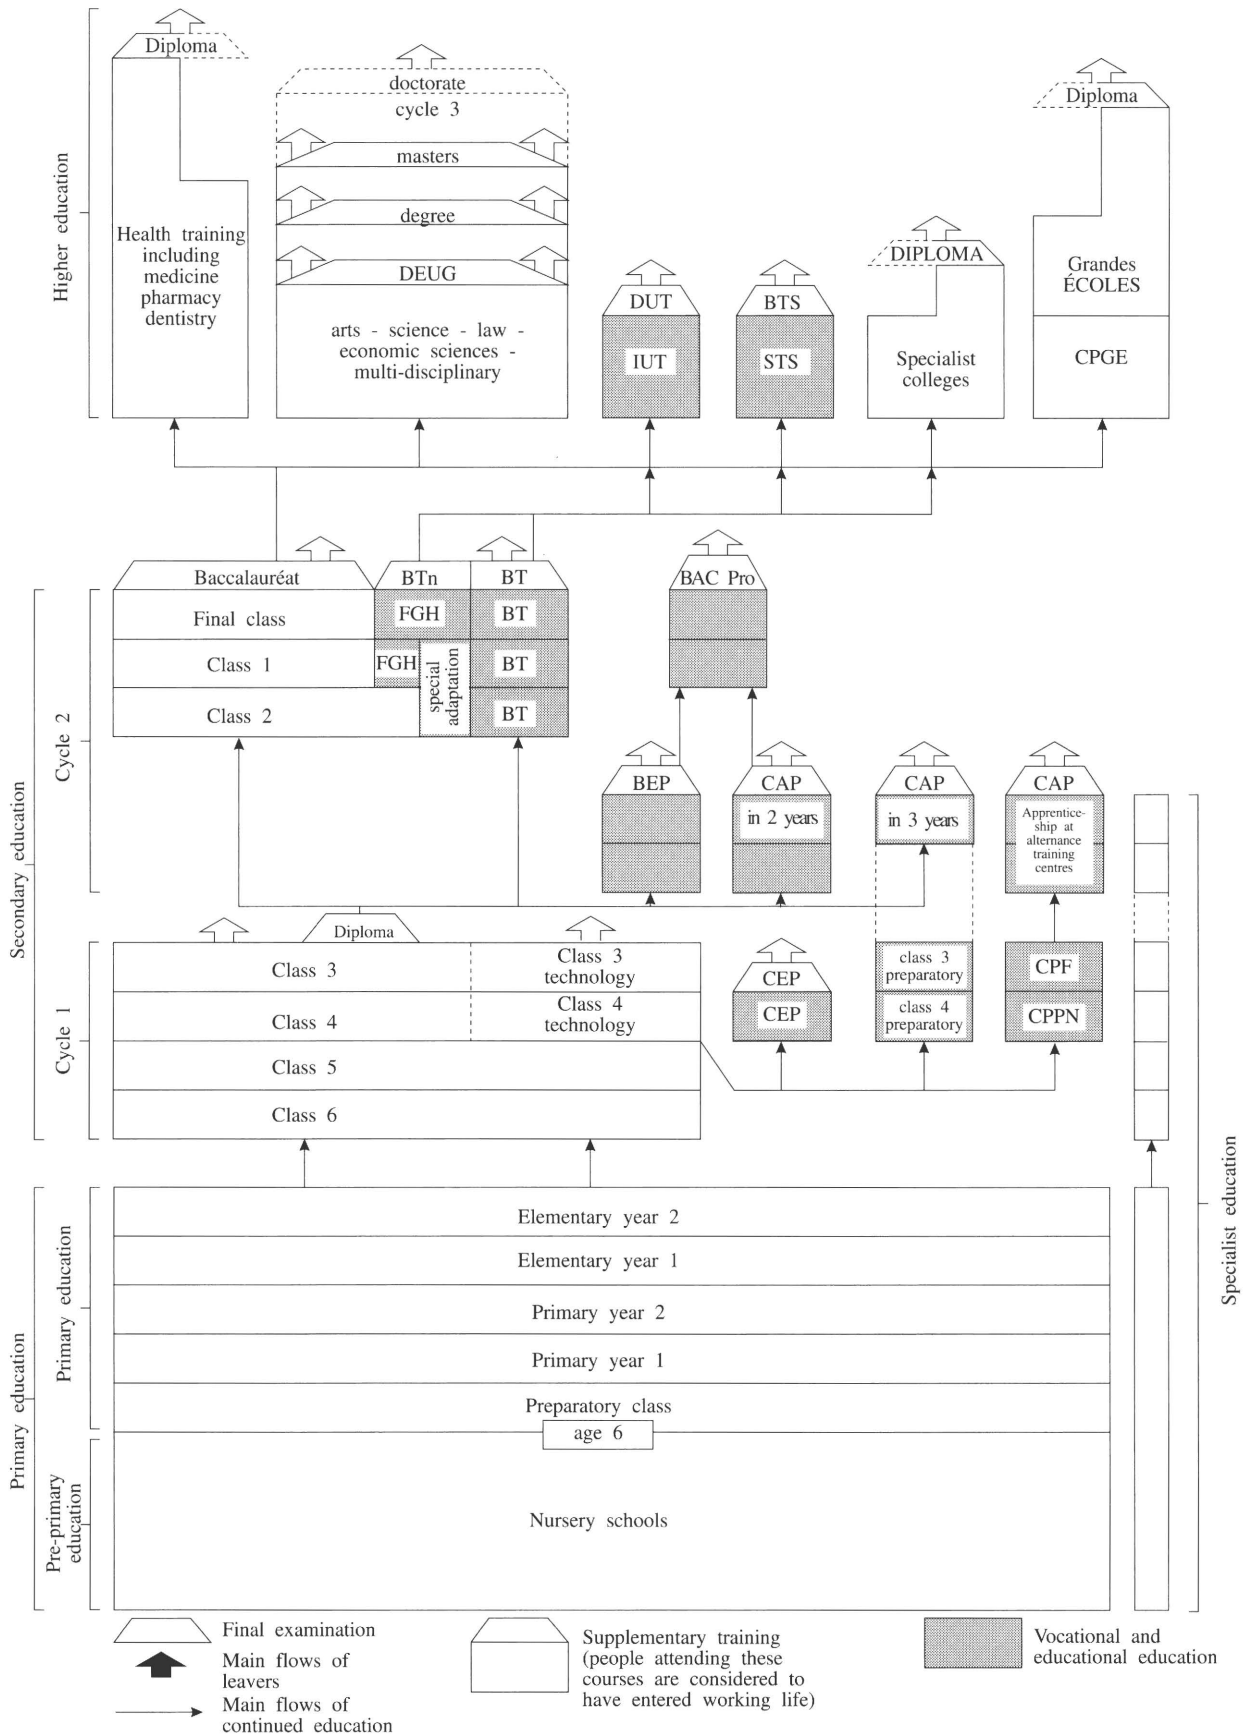 Diploma
doctorate
cycle 3
masters
degree
DEUG
arts - science - law -
economic sciences -
multi-disciplinary
Health training
including
medicine
pharmacy
dentistry
DUT
IUT
BTS
STS
DIPLOMA
Specialist
colleges
Diploma
Grandes
ÉCOLES
CPGE
Higher education
Baccalauréat
BTn
BT
Final class
FGH
BT
Class 1
FGH
special
adaptation
BT
Class 2
BT
BAC Pro
BEP
CAP
in 2 years
CAP
in 3 years
CAP
Apprentice-
ship at
alternance
training
centres
Cycle 2
Secondary education
Diploma
Class 3
Class 3
technology
Class 4
Class 4
technology
Class 5
Class 6
CEP
CEP
class 3
preparatory
class 4
preparatory
CPF
CPPN
Cycle 1
Elementary year 2
Elementary year 1
Primary year 2
Primary year 1
Preparatory class
age 6
Nursery schools
Primary education
Primary education
Pre-primary
education
Specialist education
Final examination
Main flows of
leavers
Main flows of
continued education
Supplementary training
(people attending these
courses are considered to
have entered working life)
Vocational and
educational education